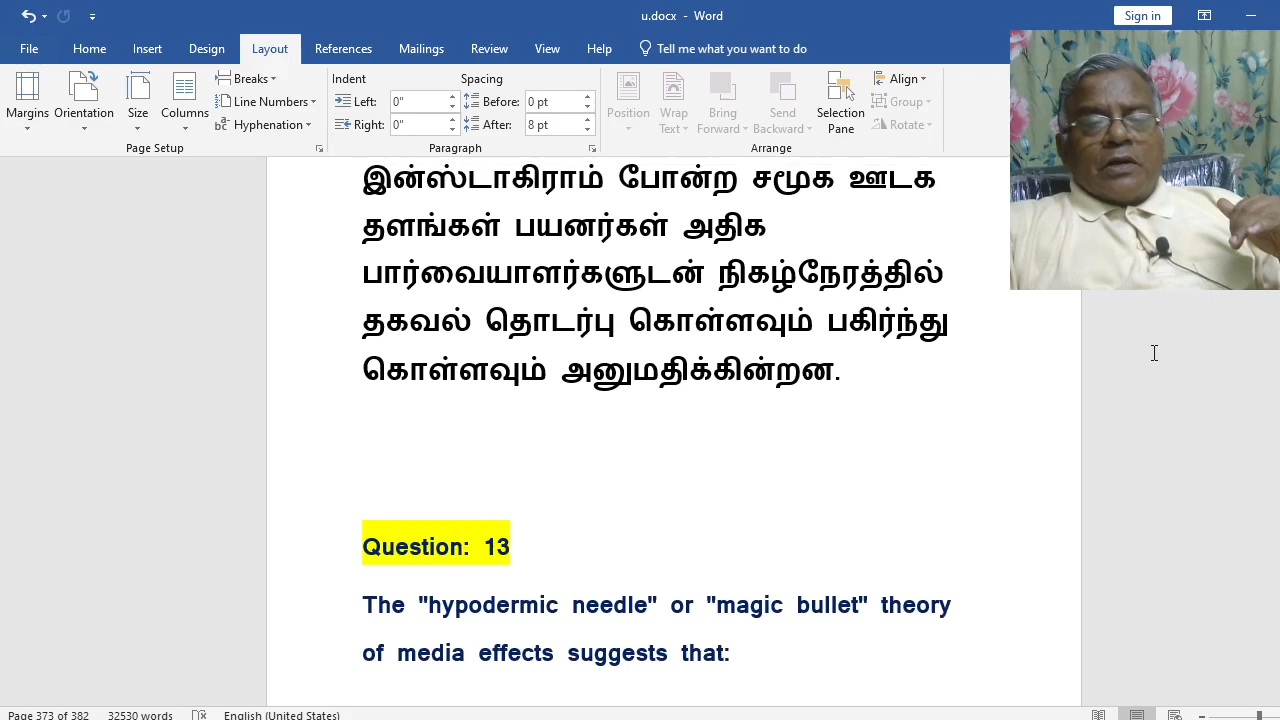 u.docx - Word
Sign in
File Home Insert Design Layout References Mailings Review View Help Tell me what you want to do
Margins Orientation Size Columns Breaks Line Numbers Hyphenation
Page Setup
Indent Left: 0" Right: 0"
Spacing Before: 0 pt After: 8 pt
Paragraph
Position Wrap Text Bring Forward Send Backward Selection Pane Align Group Rotate
Arrange
இன்ஸ்டாகிராம் போன்ற சமூக ஊடக
தளங்கள் பயனர்கள் அதிக
பார்வையாளர்களுடன் நிகழ்நேரத்தில்
தகவல் தொடர்பு கொள்ளவும் பகிர்ந்து
கொள்ளவும் அனுமதிக்கின்றன.
Question: 13
The "hypodermic needle" or "magic bullet" theory
of media effects suggests that:
Page 373 of 382 32530 words English (United States)